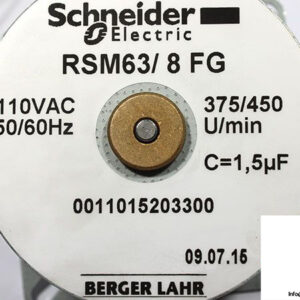 Schneider
Electric
RSM63/ 8 FG
110VAC
50/60Hz
375/450
U/min
C=1,5µF
0011015203300
09.07.15
BERGER LAHR